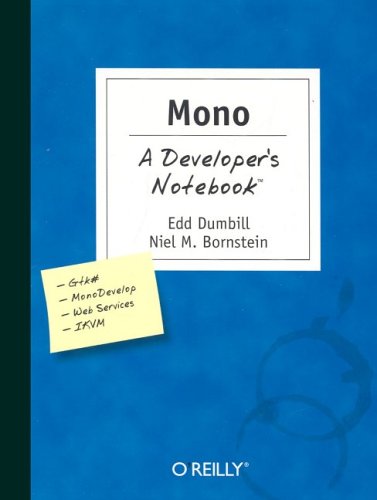 Mono
A Developer's
Notebook™
Edd Dumbill
Niel M. Bornstein
– Gtk#
– MonoDevelop
– Web Services
– IKVM
O REILLY®